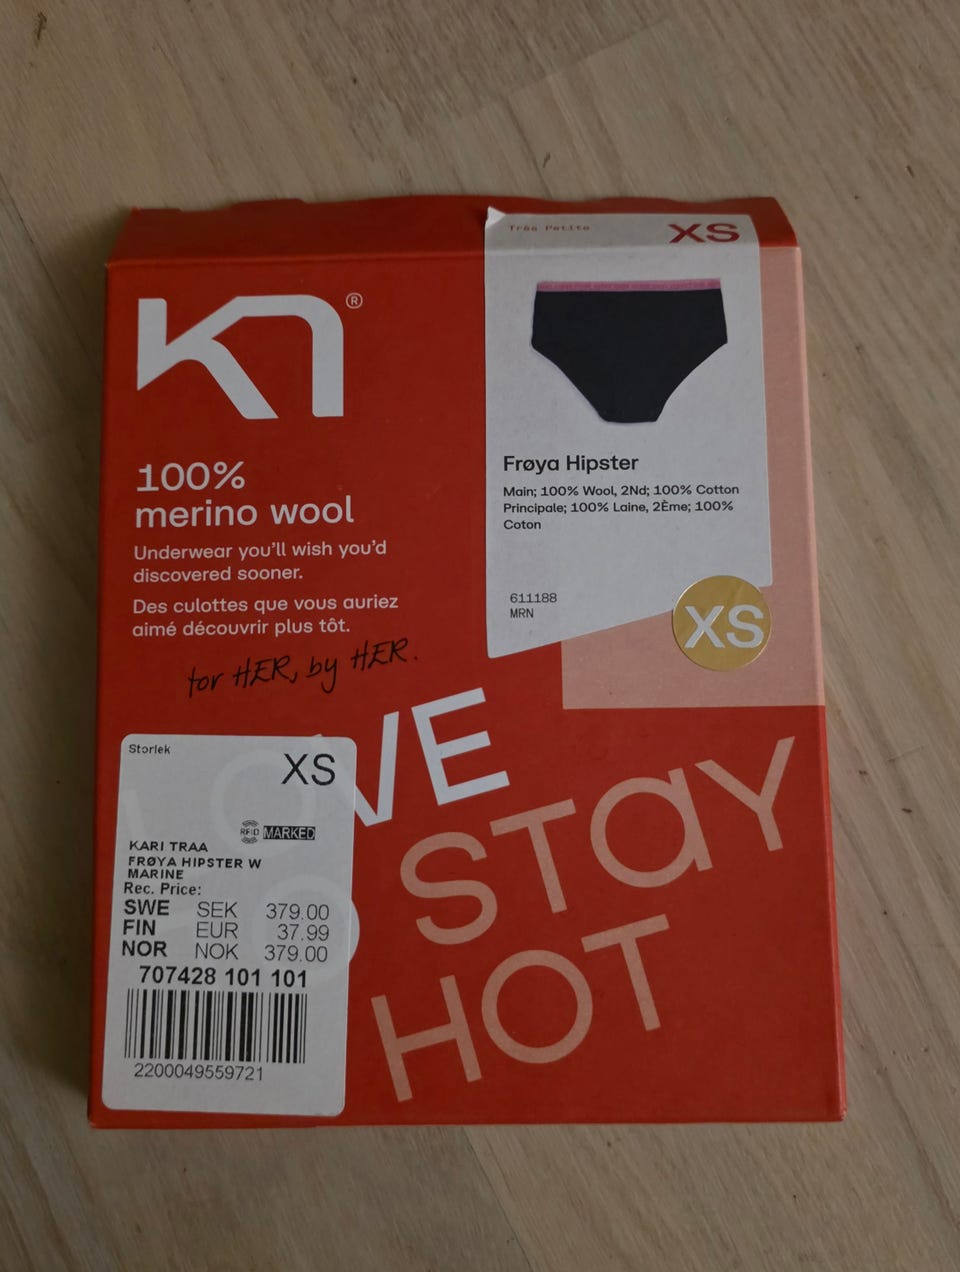 Très Petite
XS
KT®
100%
merino wool
Underwear you'll wish you'd
discovered sooner.
Des culottes que vous auriez
aimé découvrir plus tôt.
for HER, by HER.
Frøya Hipster
Main; 100% Wool, 2Nd; 100% Cotton
Principale; 100% Laine, 2Ème; 100%
Coton
611188
MRN
XS
LOVE
TO STAY
HOT
Storlek
XS
RFID MARKED
KARI TRAA
FRØYA HIPSTER W
MARINE
Rec. Price:
SWE SEK 379.00
FIN EUR 37.99
NOR NOK 379.00
707428 101 101
2200049559721